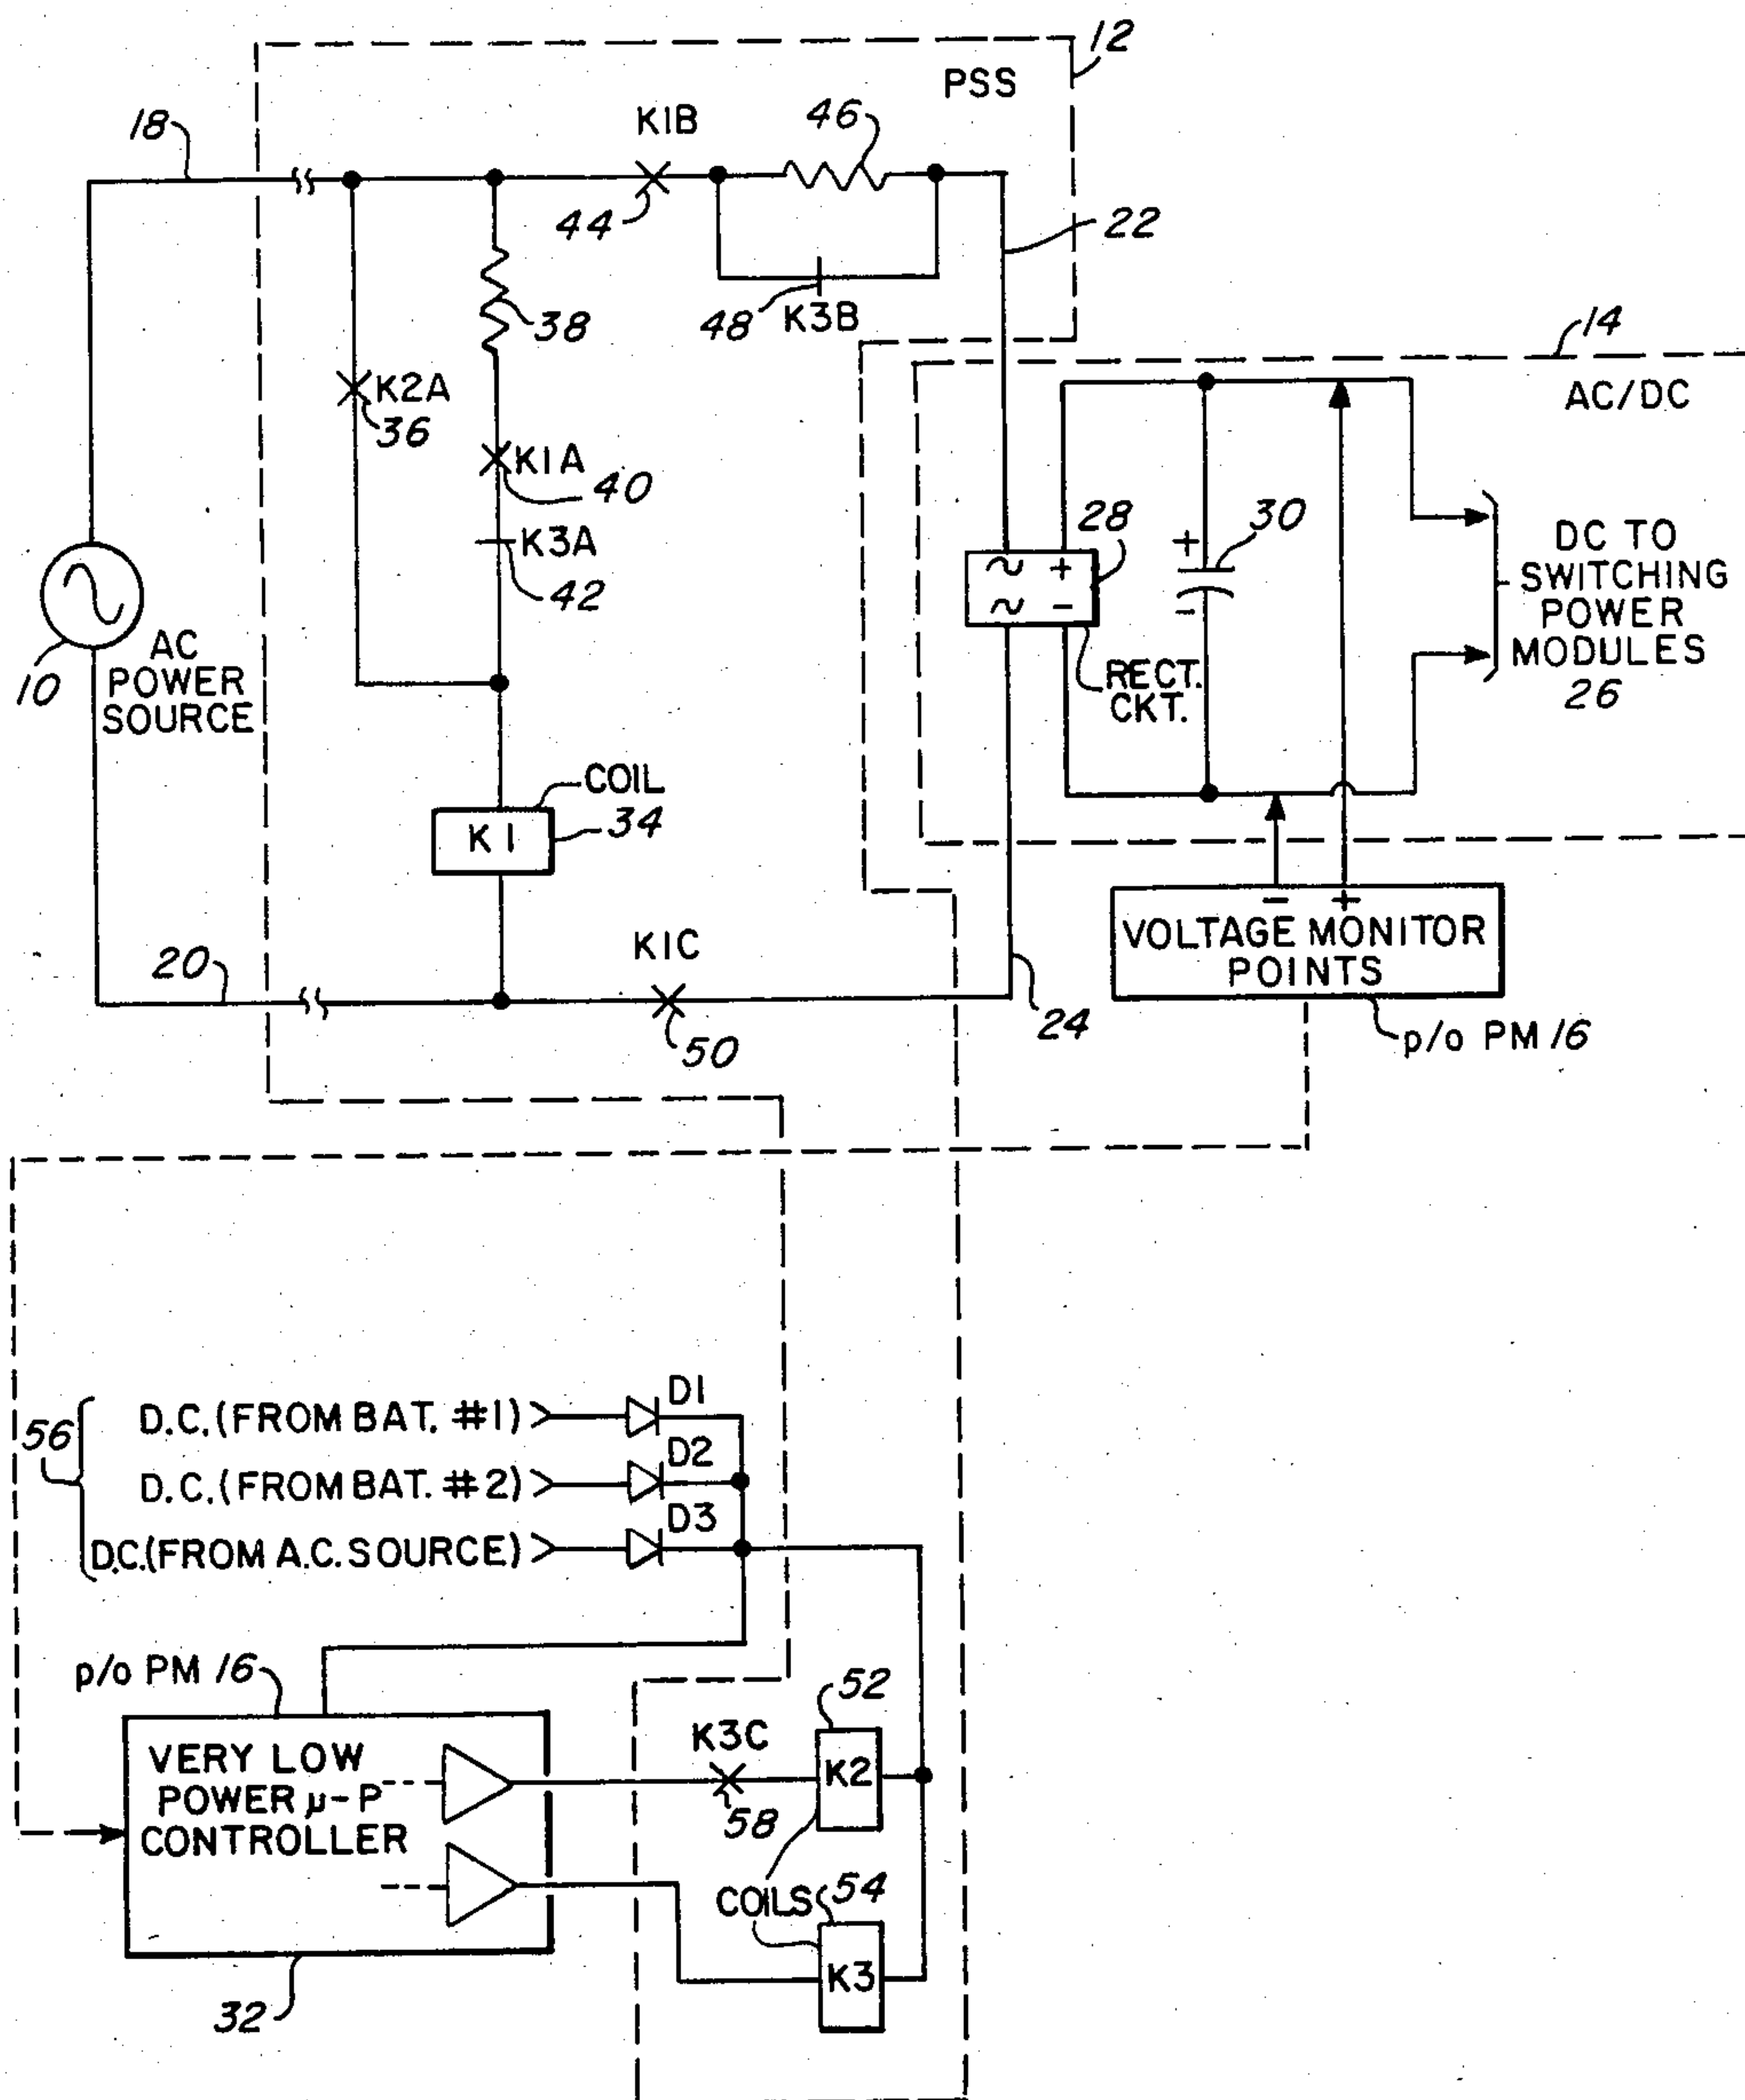 12
PSS
18
K1B
46
44
22
48
K3B
38
14
AC/DC
K2A
36
K1A
40
K3A
42
28
30
+
-
~ +
~ -
DC TO
SWITCHING
POWER
MODULES
26
10
AC
POWER
SOURCE
RECT.
CKT.
COIL
K1
34
- +
VOLTAGE MONITOR
POINTS
20
K1C
50
24
p/o PM 16
56
D.C. (FROM BAT. #1)
D1
D.C. (FROM BAT. #2)
D2
D.C. (FROM A.C. SOURCE)
D3
p/o PM 16
52
K3C
K2
58
VERY LOW
POWER μ-P
CONTROLLER
COILS
54
K3
32